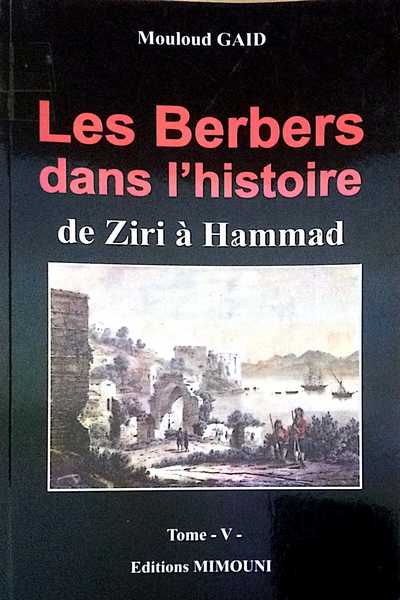 Mouloud GAID
Les Berbers
dans l'histoire
de Ziri à Hammad
Tome - V -
Editions MIMOUNI